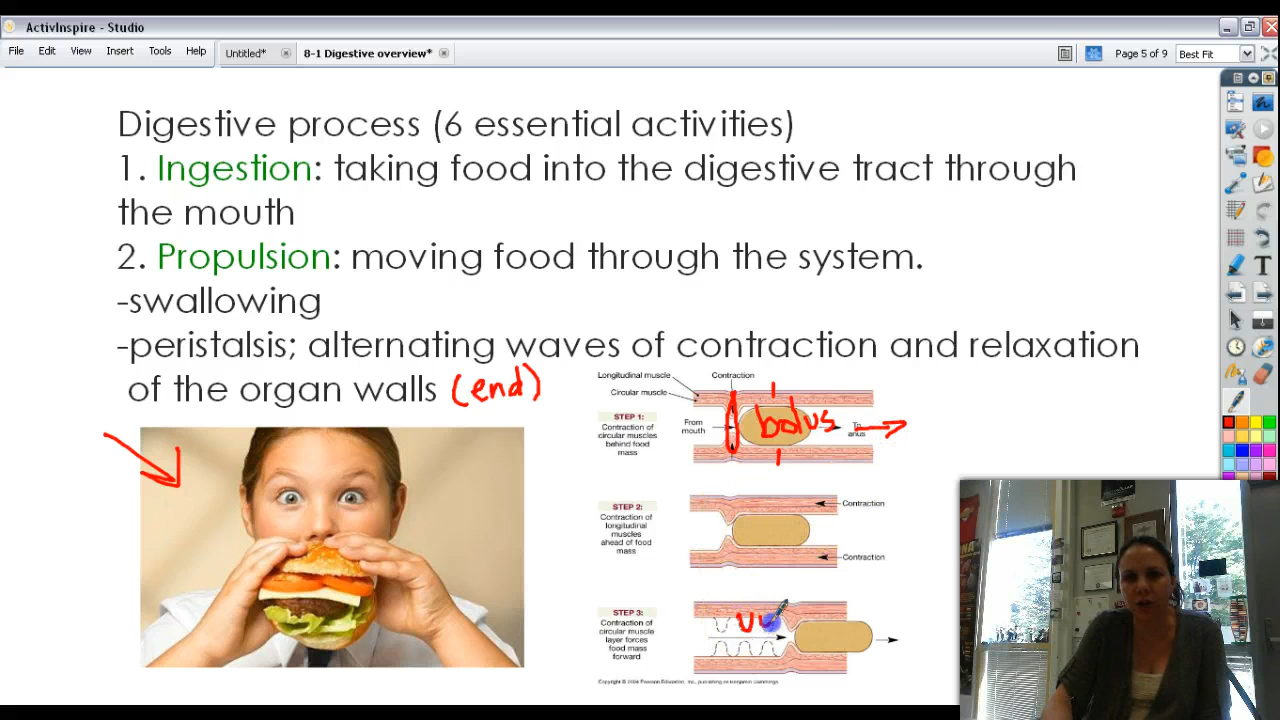 ActivInspire - Studio
File Edit View Insert Tools Help
Untitled* 8-1 Digestive overview*
Page 5 of 9 Best Fit
Digestive process (6 essential activities)
1. Ingestion: taking food into the digestive tract through
the mouth
2. Propulsion: moving food through the system.
-swallowing
-peristalsis; alternating waves of contraction and relaxation
of the organ walls (end)
Longitudinal muscle
Contraction
Circular muscle
STEP 1:
Contraction of
circular muscles
behind food
mass
From
mouth
bolus
To
anus
STEP 2:
Contraction of
longitudinal
muscles
ahead of food
mass
Contraction
Contraction
STEP 3:
Contraction of
circular muscle
layer forces
food mass
forward